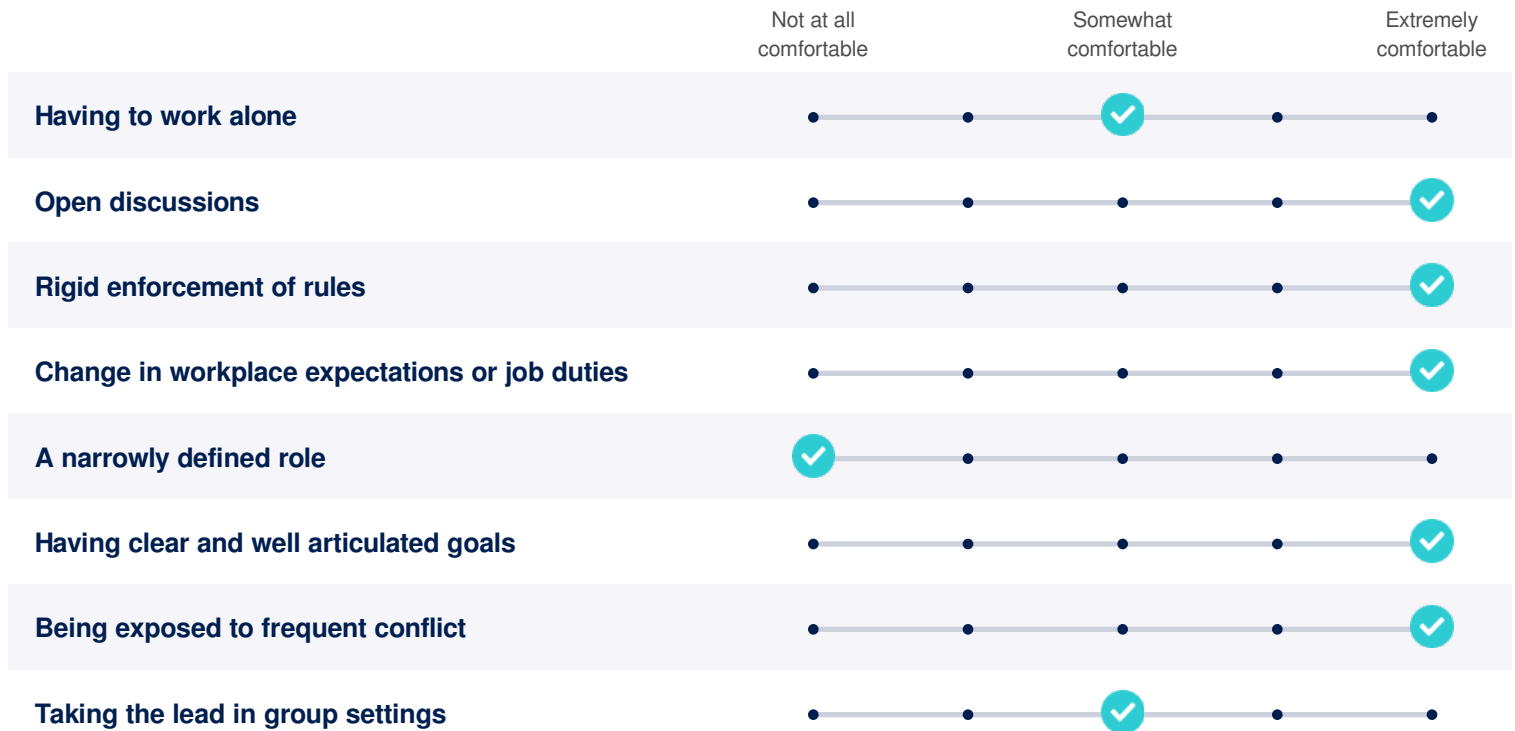 Not at all
comfortable
Somewhat
comfortable
Extremely
comfortable
Having to work alone
Open discussions
Rigid enforcement of rules
Change in workplace expectations or job duties
A narrowly defined role
Having clear and well articulated goals
Being exposed to frequent conflict
Taking the lead in group settings